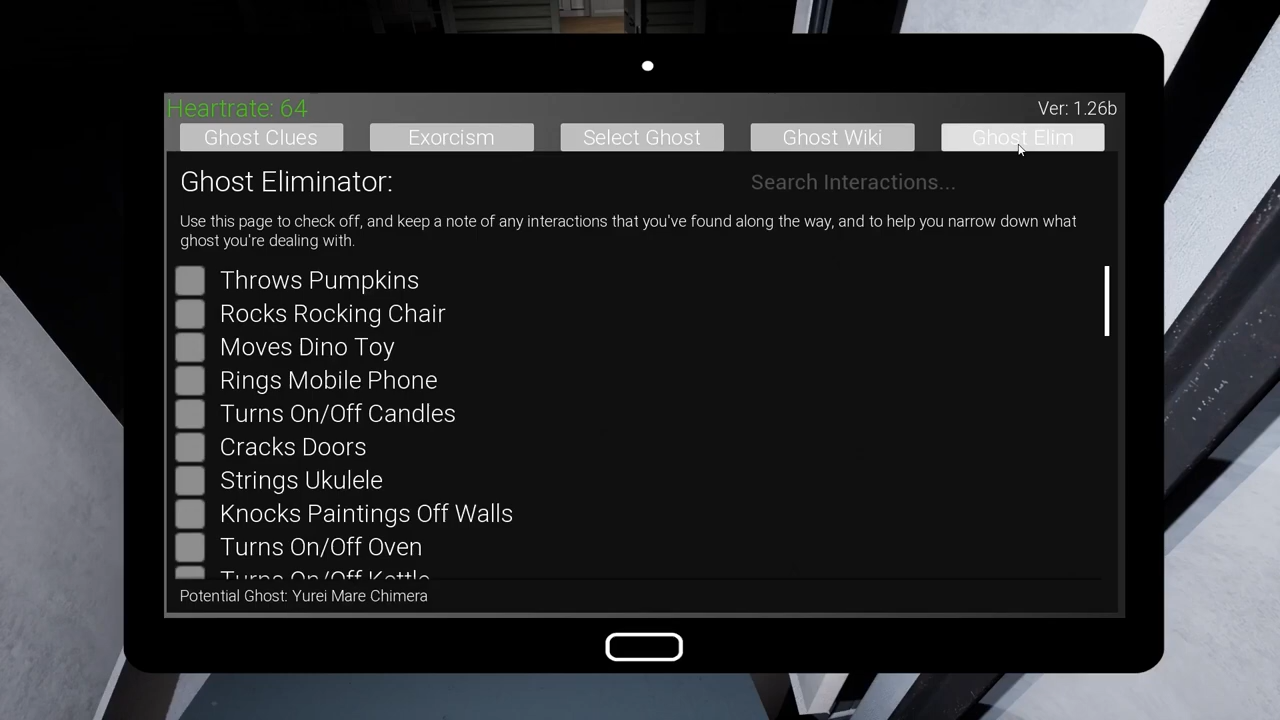 Heartrate: 64
Ver: 1.26b
Ghost Clues
Exorcism
Select Ghost
Ghost Wiki
Ghost Elim
Ghost Eliminator:
Search Interactions...
Use this page to check off, and keep a note of any interactions that you've found along the way, and to help you narrow down what
ghost you're dealing with.
Throws Pumpkins
Rocks Rocking Chair
Moves Dino Toy
Rings Mobile Phone
Turns On/Off Candles
Cracks Doors
Strings Ukulele
Knocks Paintings Off Walls
Turns On/Off Oven
Turns On/Off Kettle
Potential Ghost: Yurei Mare Chimera